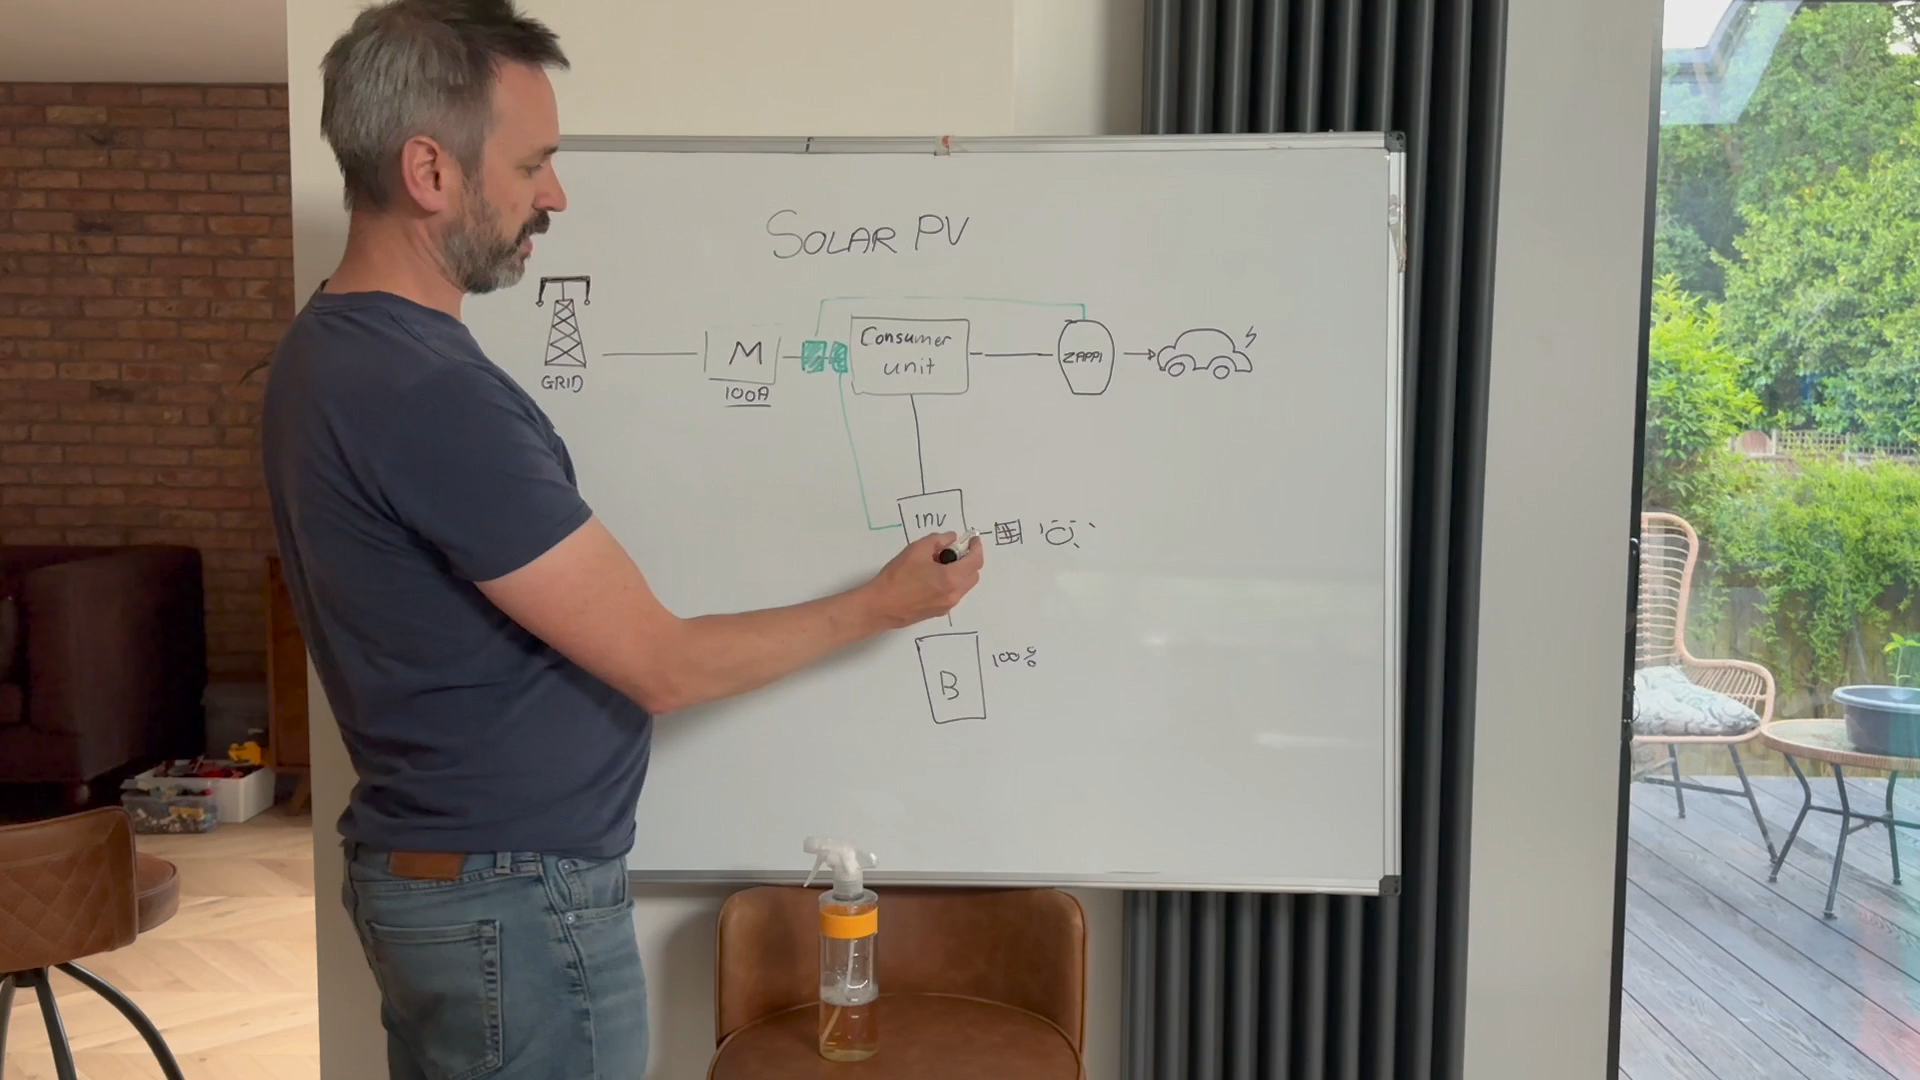 SOLAR PV
GRID
M
100A
Consumer
unit
ZAPPI
inv
B
100%